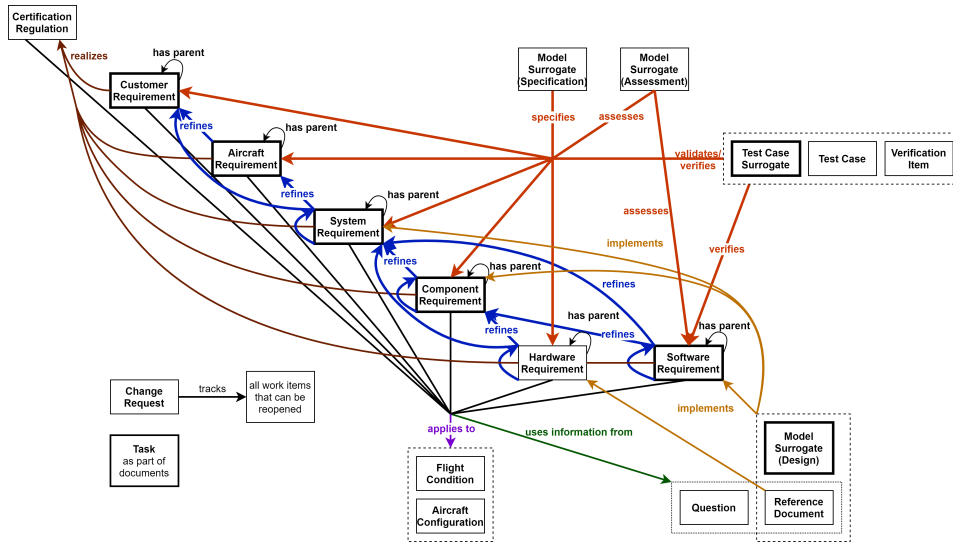 Certification
Regulation
realizes
has parent
Customer
Requirement
Model
Surrogate
(Specification)
Model
Surrogate
(Assessment)
specifies
assesses
refines
has parent
Aircraft
Requirement
validates/
verifies
Test Case
Surrogate
Test Case
Verification
Item
refines
has parent
System
Requirement
assesses
implements
verifies
refines
has parent
Component
Requirement
refines
has parent
refines
refines
has parent
Hardware
Requirement
Software
Requirement
Change
Request
tracks
all work items
that can be
reopened
implements
applies to
uses information from
Task
as part of
documents
Model
Surrogate
(Design)
Flight
Condition
Aircraft
Configuration
Question
Reference
Document